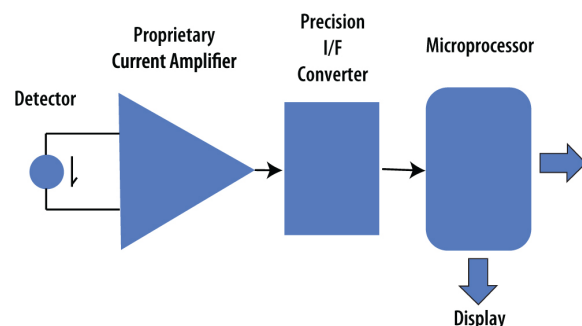 Proprietary
Current Amplifier
Precision
I/F
Converter
Microprocessor
Detector
Display